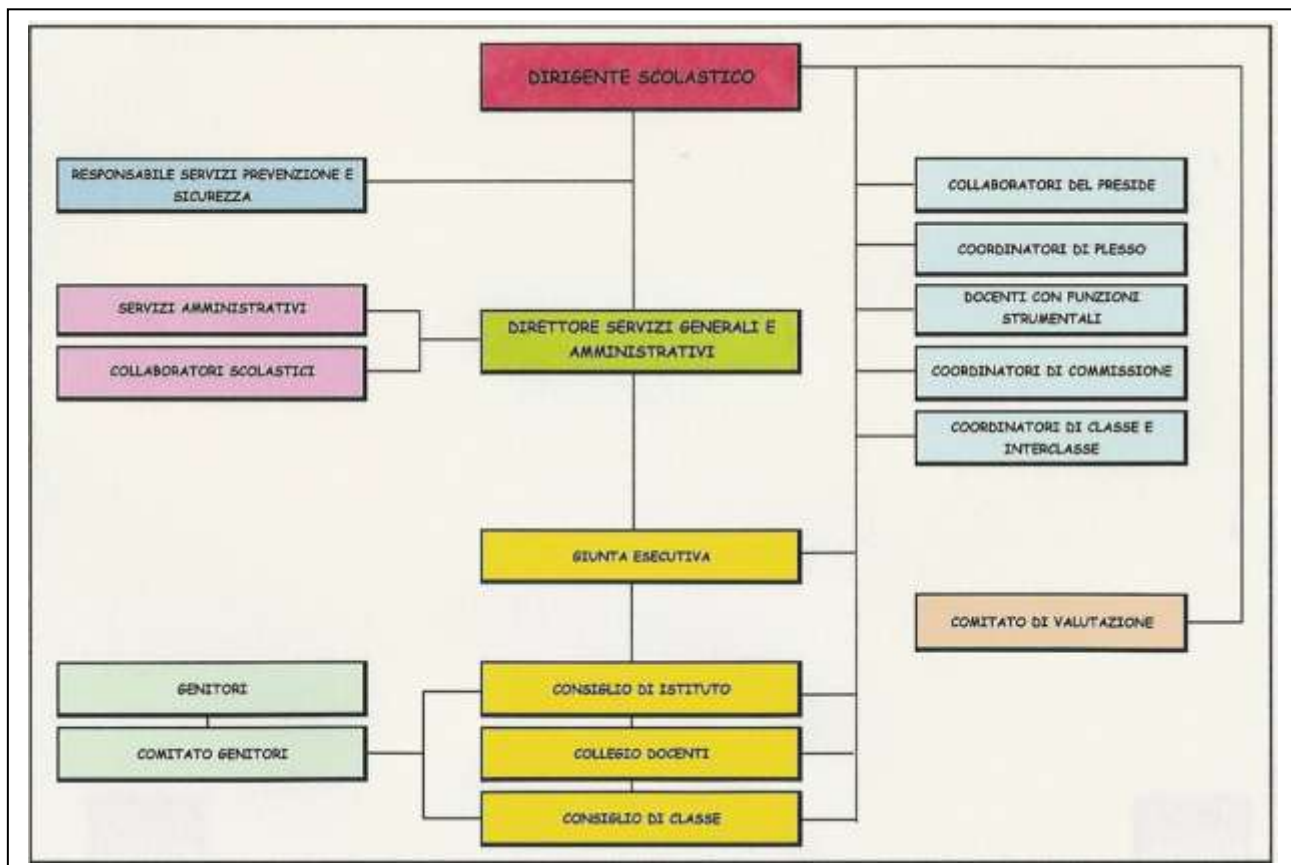 DIRIGENTE SCOLASTICO
RESPONSABILE SERVIZI PREVENZIONE E
SICUREZZA
COLLABORATORI DEL PRESIDE
COORDINATORI DI PLESSO
SERVIZI AMMINISTRATIVI
COLLABORATORI SCOLASTICI
DIRETTORE SERVIZI GENERALI E
AMMINISTRATIVI
DOCENTI CON FUNZIONI
STRUMENTALI
COORDINATORI DI COMMISSIONE
COORDINATORI DI CLASSE E
INTERCLASSE
GIUNTA ESECUTIVA
COMITATO DI VALUTAZIONE
GENITORI
COMITATO GENITORI
CONSIGLIO DI ISTITUTO
COLLEGIO DOCENTI
CONSIGLIO DI CLASSE